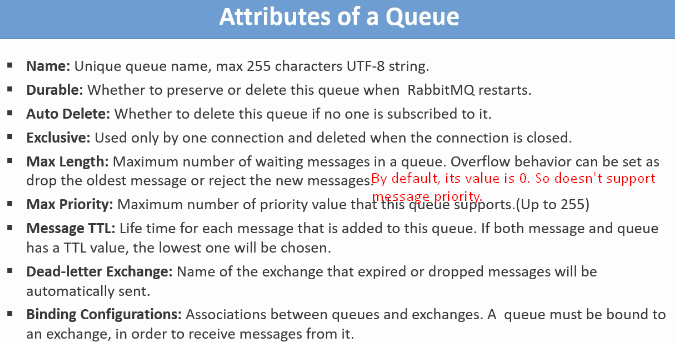 Attributes of a Queue
▪ Name: Unique queue name, max 255 characters UTF-8 string.
▪ Durable: Whether to preserve or delete this queue when RabbitMQ restarts.
▪ Auto Delete: Whether to delete this queue if no one is subscribed to it.
▪ Exclusive: Used only by one connection and deleted when the connection is closed.
▪ Max Length: Maximum number of waiting messages in a queue. Overflow behavior can be set as
drop the oldest message or reject the new messages.
By default, its value is 0. So doesn't support
message priority.
▪ Max Priority: Maximum number of priority value that this queue supports.(Up to 255)
▪ Message TTL: Life time for each message that is added to this queue. If both message and queue
has a TTL value, the lowest one will be chosen.
▪ Dead-letter Exchange: Name of the exchange that expired or dropped messages will be
automatically sent.
▪ Binding Configurations: Associations between queues and exchanges. A queue must be bound to
an exchange, in order to receive messages from it.